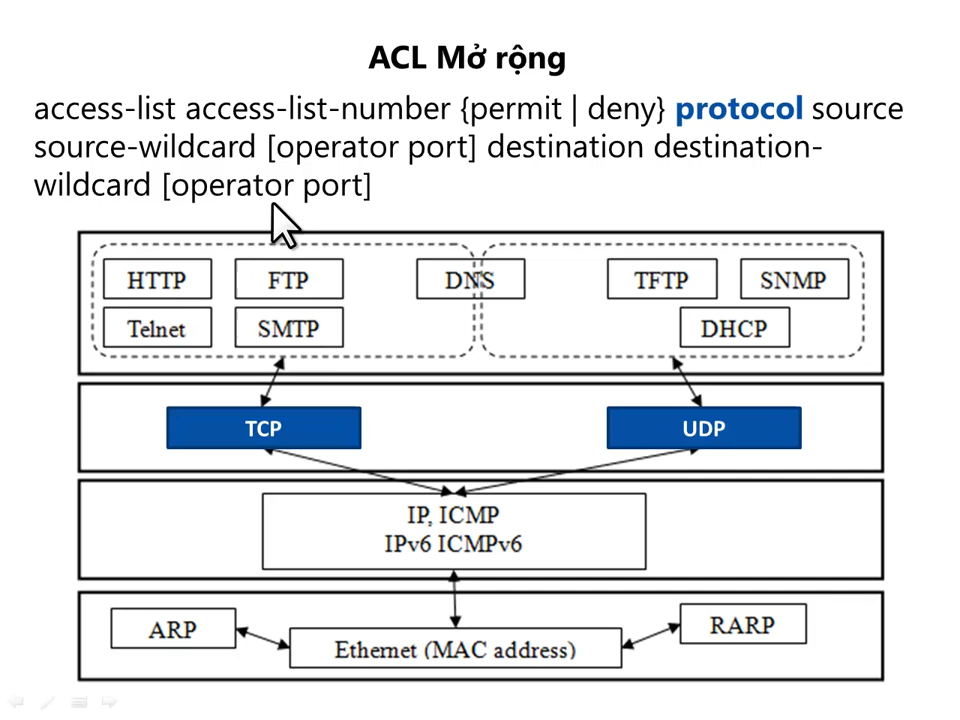 ACL Mở rộng
access-list access-list-number {permit | deny} protocol source
source-wildcard [operator port] destination destination-
wildcard [operator port]
HTTP FTP DNS TFTP SNMP
Telnet SMTP DHCP
TCP UDP
IP, ICMP
IPv6 ICMPv6
ARP RARP
Ethernet (MAC address)